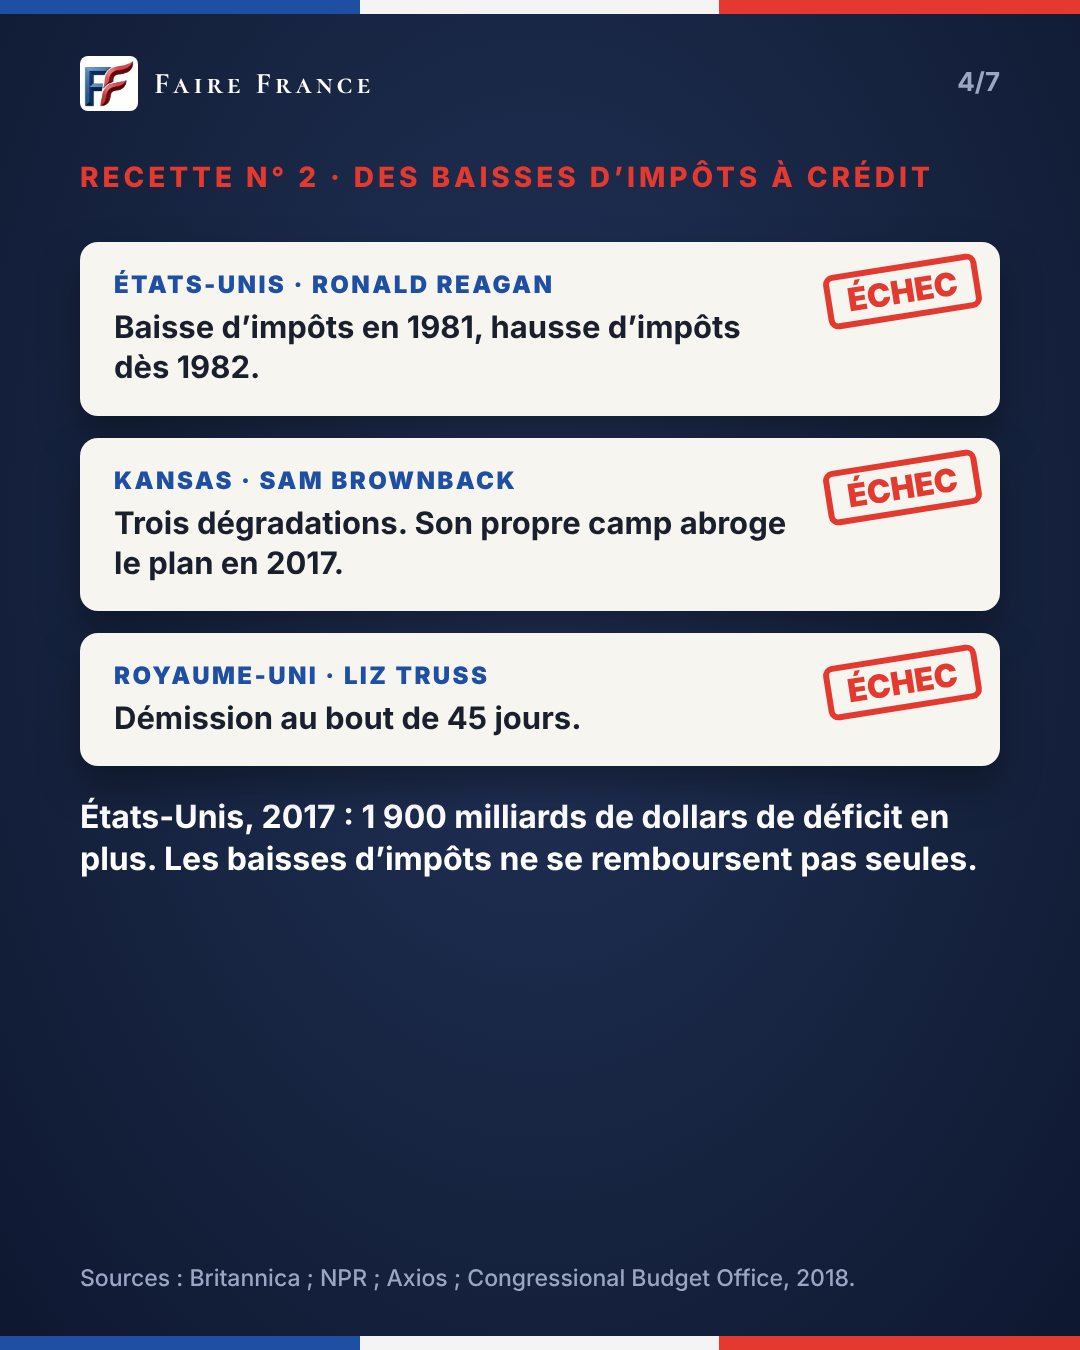 FF
FAIRE FRANCE
4/7
RECETTE N° 2 · DES BAISSES D’IMPÔTS À CRÉDIT
ÉTATS-UNIS · RONALD REAGAN
ÉCHEC
Baisse d’impôts en 1981, hausse d’impôts
dès 1982.
KANSAS · SAM BROWNBACK
ÉCHEC
Trois dégradations. Son propre camp abroge
le plan en 2017.
ROYAUME-UNI · LIZ TRUSS
ÉCHEC
Démission au bout de 45 jours.
États-Unis, 2017 : 1 900 milliards de dollars de déficit en
plus. Les baisses d’impôts ne se remboursent pas seules.
Sources : Britannica ; NPR ; Axios ; Congressional Budget Office, 2018.